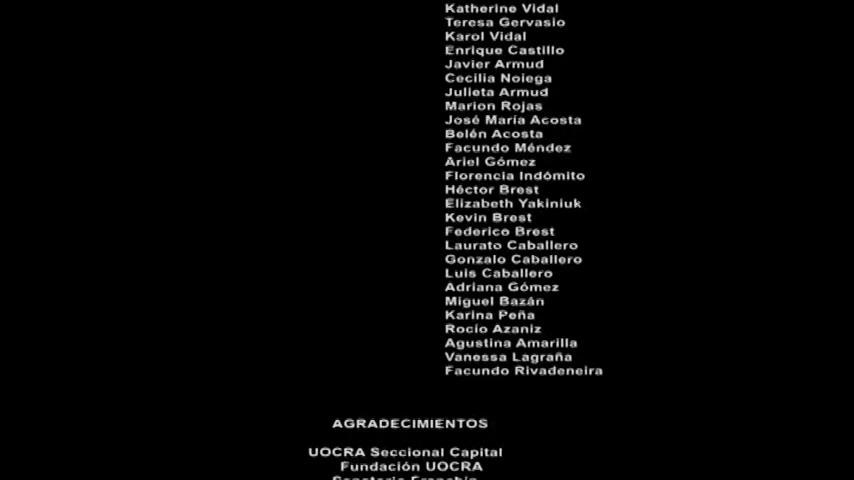 Katherine Vidal
Teresa Gervasio
Karol Vidal
Enrique Castillo
Javier Armud
Cecilia Noiega
Julieta Armud
Marion Rojas
José María Acosta
Belén Acosta
Facundo Méndez
Ariel Gómez
Florencia Indómito
Héctor Brest
Elizabeth Yakiniuk
Kevin Brest
Federico Brest
Laurato Caballero
Gonzalo Caballero
Luis Caballero
Adriana Gómez
Miguel Bazán
Karina Peña
Rocío Azaniz
Agustina Amarilla
Vanessa Lagraña
Facundo Rivadeneira
AGRADECIMIENTOS
UOCRA Seccional Capital
Fundación UOCRA